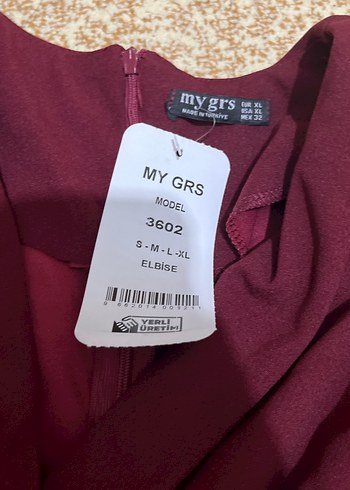 my grs
EUR XL
USA XL
MEX 32
MADE IN TÜRKİYE
MY GRS
MODEL
3602
S - M - L -XL
ELBİSE
YERLİ
ÜRETİM